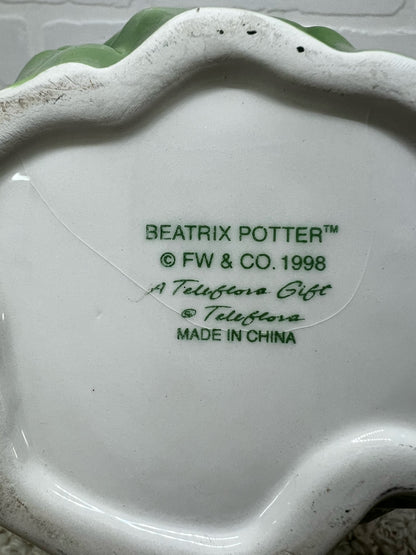 BEATRIX POTTER™
© FW & CO. 1998
A Teleflora Gift
® Teleflora
MADE IN CHINA